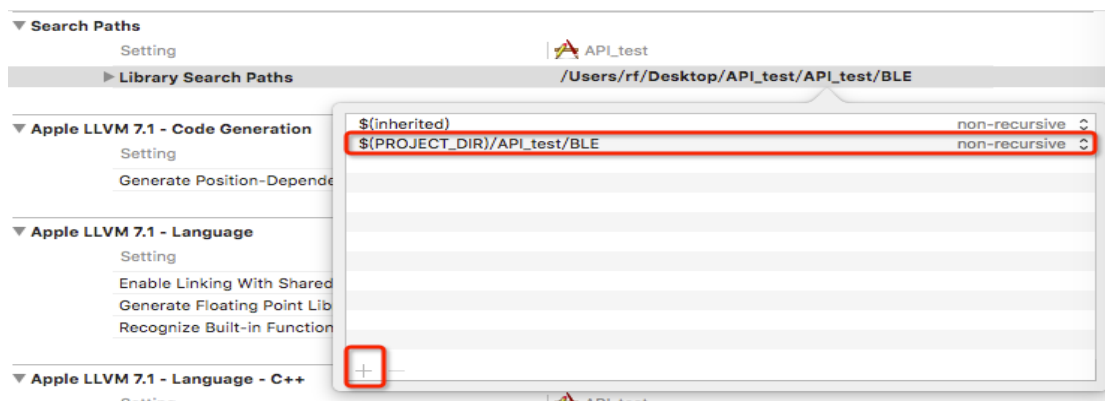 Search Paths
Setting API_test
Library Search Paths /Users/rf/Desktop/API_test/API_test/BLE
$(inherited) non-recursive
$(PROJECT_DIR)/API_test/BLE non-recursive
Apple LLVM 7.1 - Code Generation
Setting
Generate Position-Depende
Apple LLVM 7.1 - Language
Setting
Enable Linking With Shared
Generate Floating Point Lib
Recognize Built-in Function
Apple LLVM 7.1 - Language - C++
Setting API_test